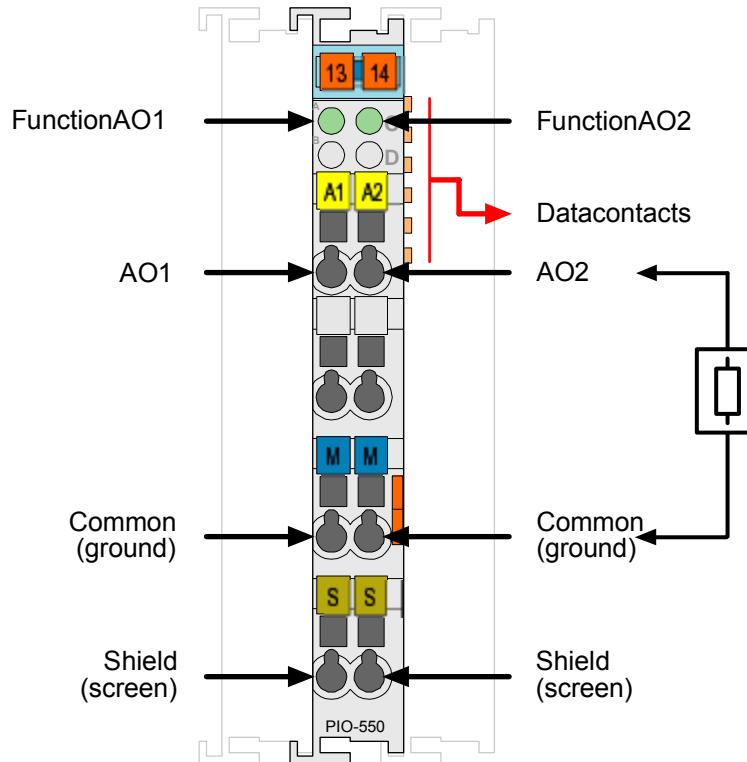 13 14
A
FunctionAO1
C
FunctionAO2
B
D
A1 A2
Datacontacts
AO1
AO2
M M
Common
(ground)
Common
(ground)
S S
Shield
(screen)
Shield
(screen)
PIO-550